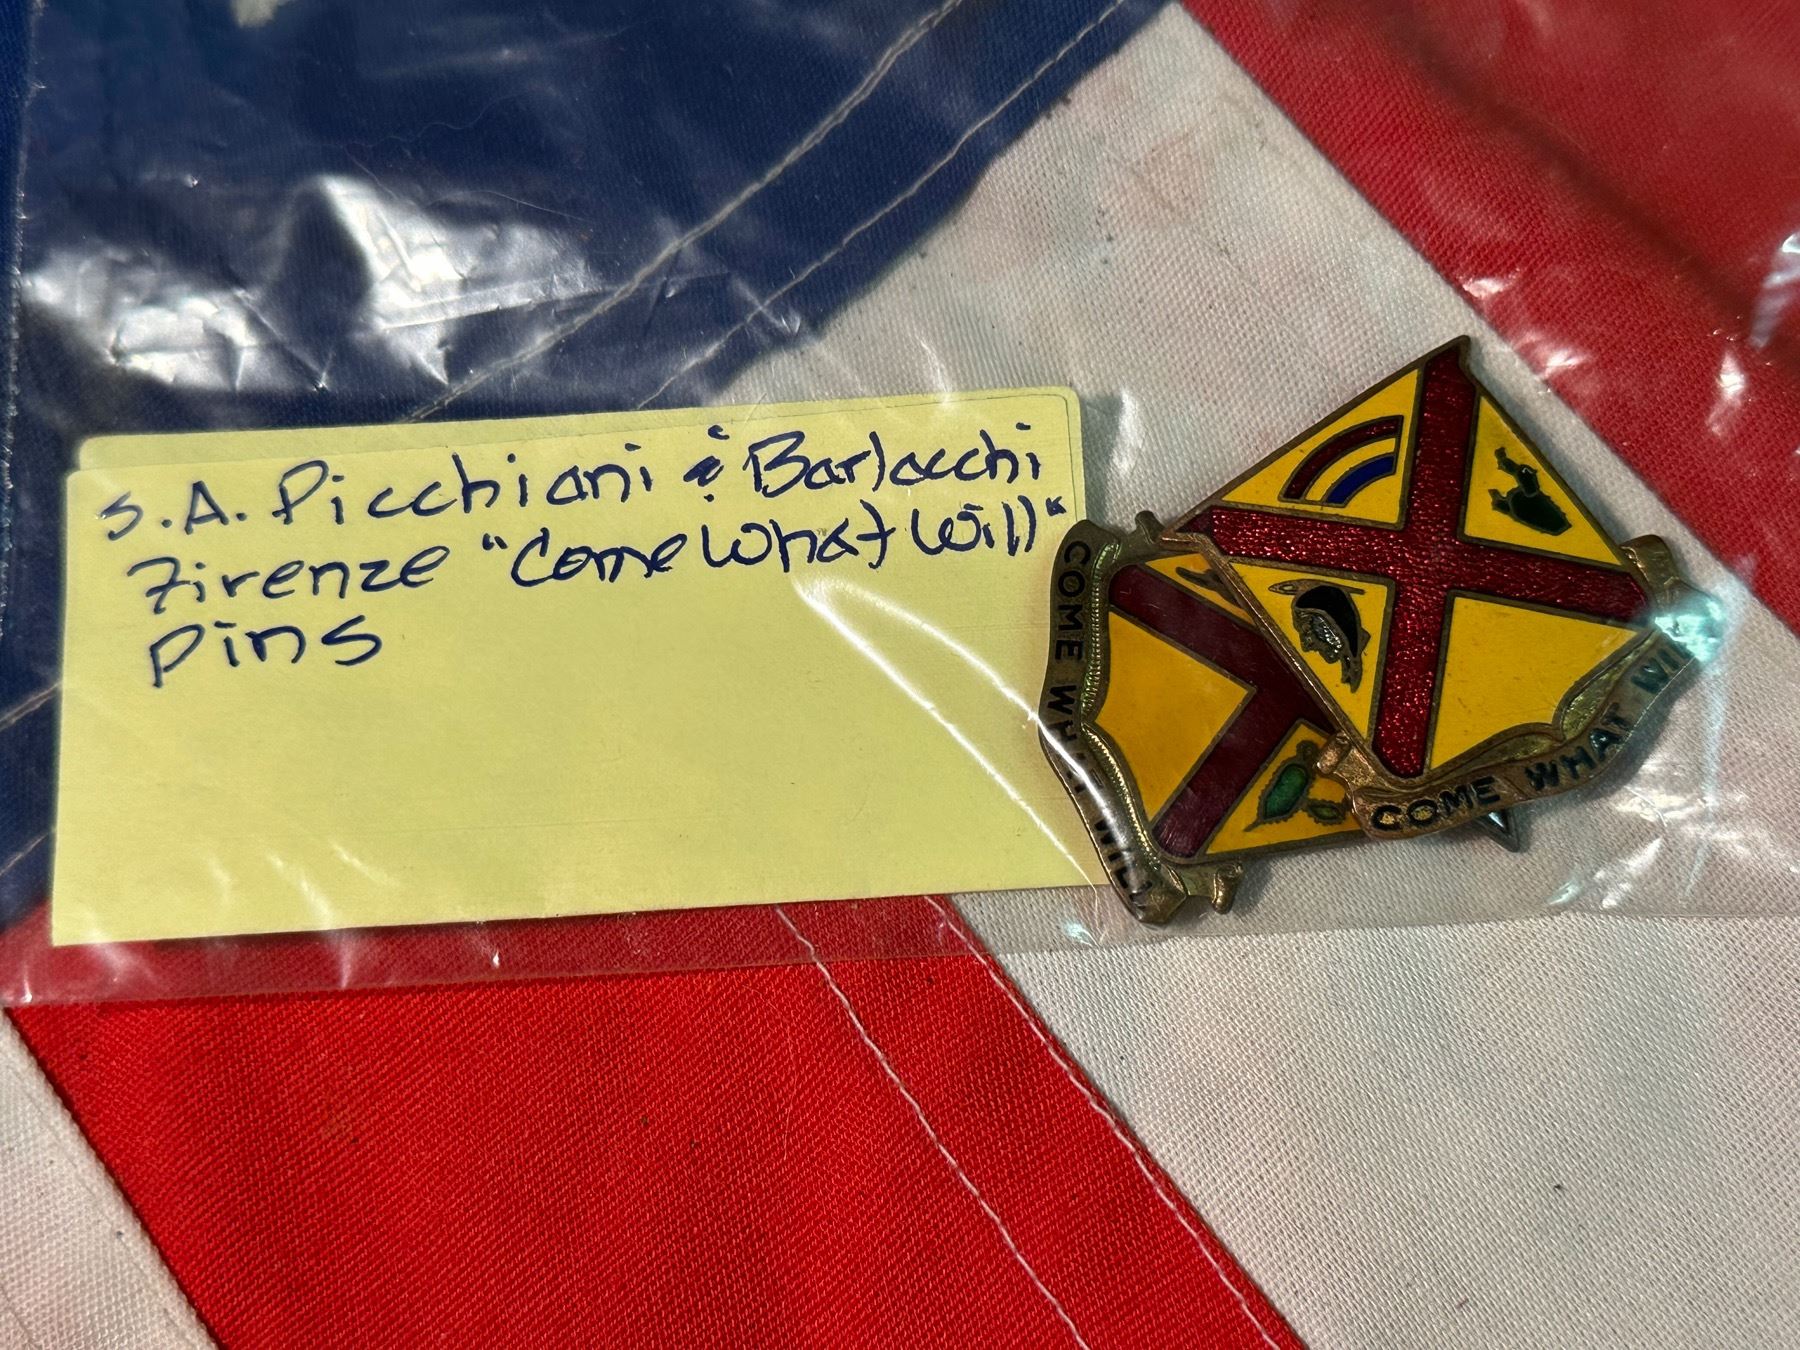 S.A. Picchiani & Barlacchi
Firenze "Come What Will"
Pins
COME WHAT WILL
COME WHAT WI